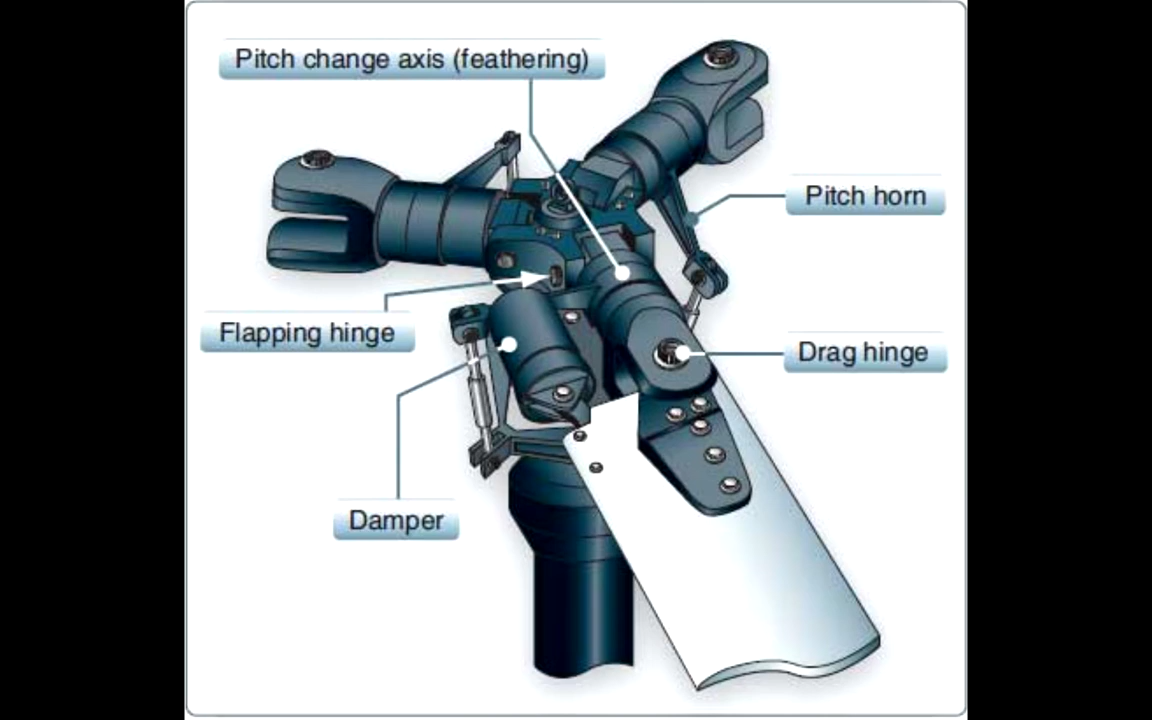 Pitch change axis (feathering)
Pitch horn
Flapping hinge
Drag hinge
Damper